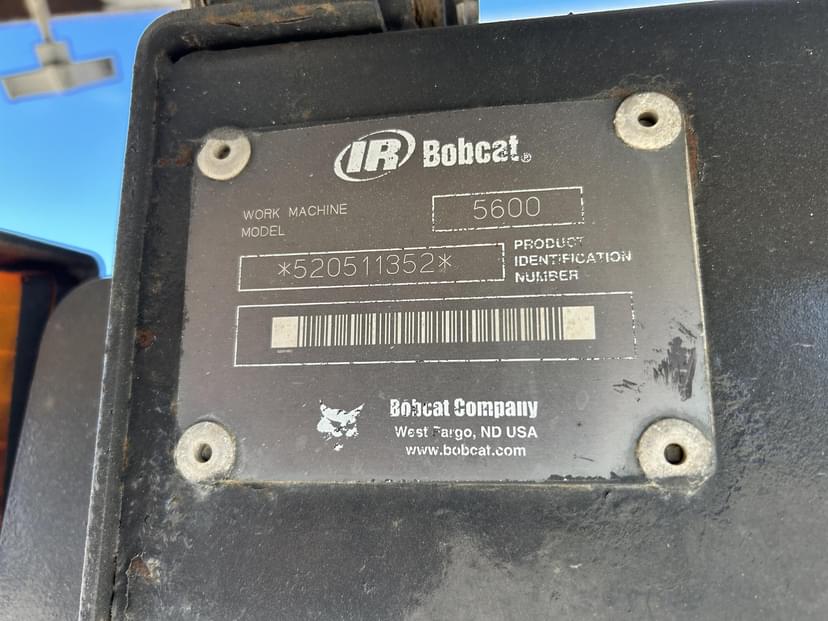 IR Bobcat®
WORK MACHINE
MODEL
5600
*520511352*
PRODUCT
IDENTIFICATION
NUMBER
Bobcat Company
West Fargo, ND USA
www.bobcat.com